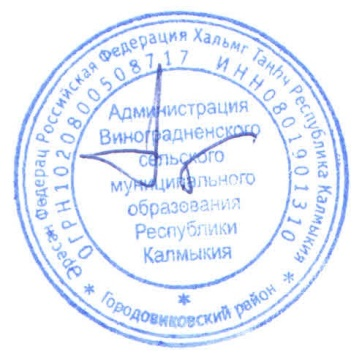 Әрәсән Федерац Российская Федерация Хальмг Таңһч Республика Калмыкия
* Городовиковский район *
ОГРН 1020800508717 ИНН 0801901310
Администрация
Виноградненского
сельского
муниципального
образования
Республики
Калмыкия
*